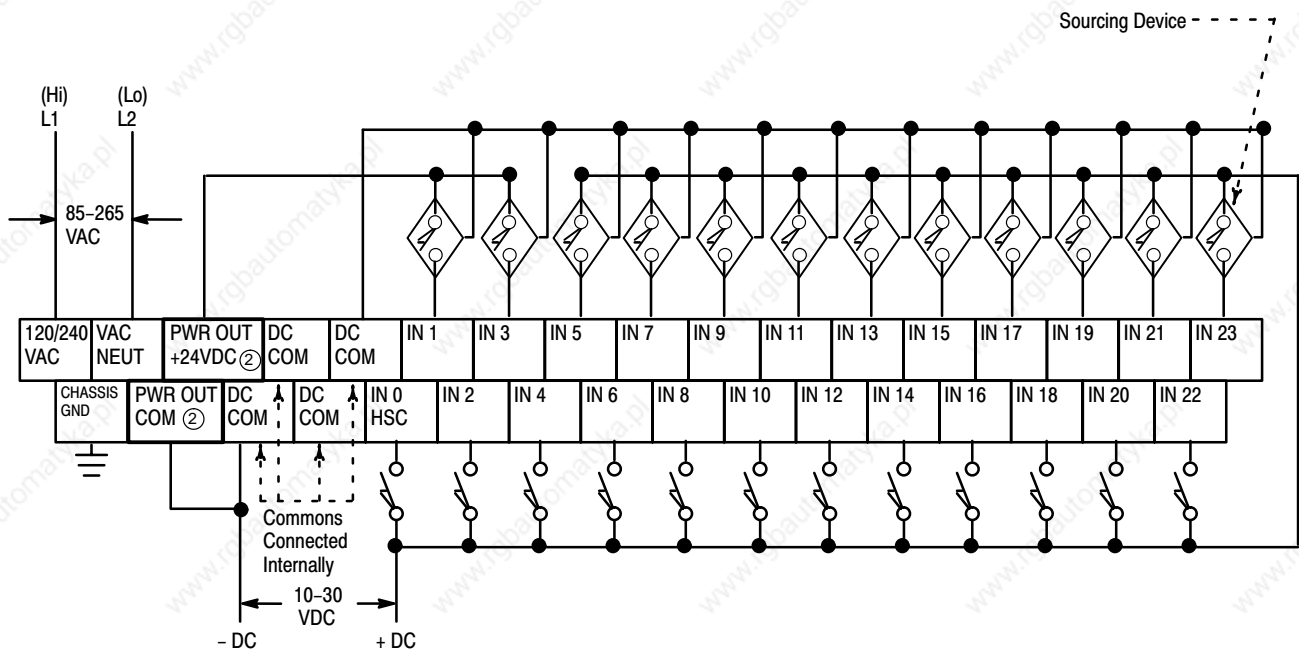 Sourcing Device
(Hi)
L1
(Lo)
L2
85–265
VAC
120/240
VAC
VAC
NEUT
PWR OUT
+24VDC ②
DC
COM
DC
COM
IN 1
IN 3
IN 5
IN 7
IN 9
IN 11
IN 13
IN 15
IN 17
IN 19
IN 21
IN 23
CHASSIS
GND
PWR OUT
COM ②
DC
COM
DC
COM
IN 0
HSC
IN 2
IN 4
IN 6
IN 8
IN 10
IN 12
IN 14
IN 16
IN 18
IN 20
IN 22
Commons
Connected
Internally
10–30
VDC
– DC
+ DC
www.rgbautomatyka.pl